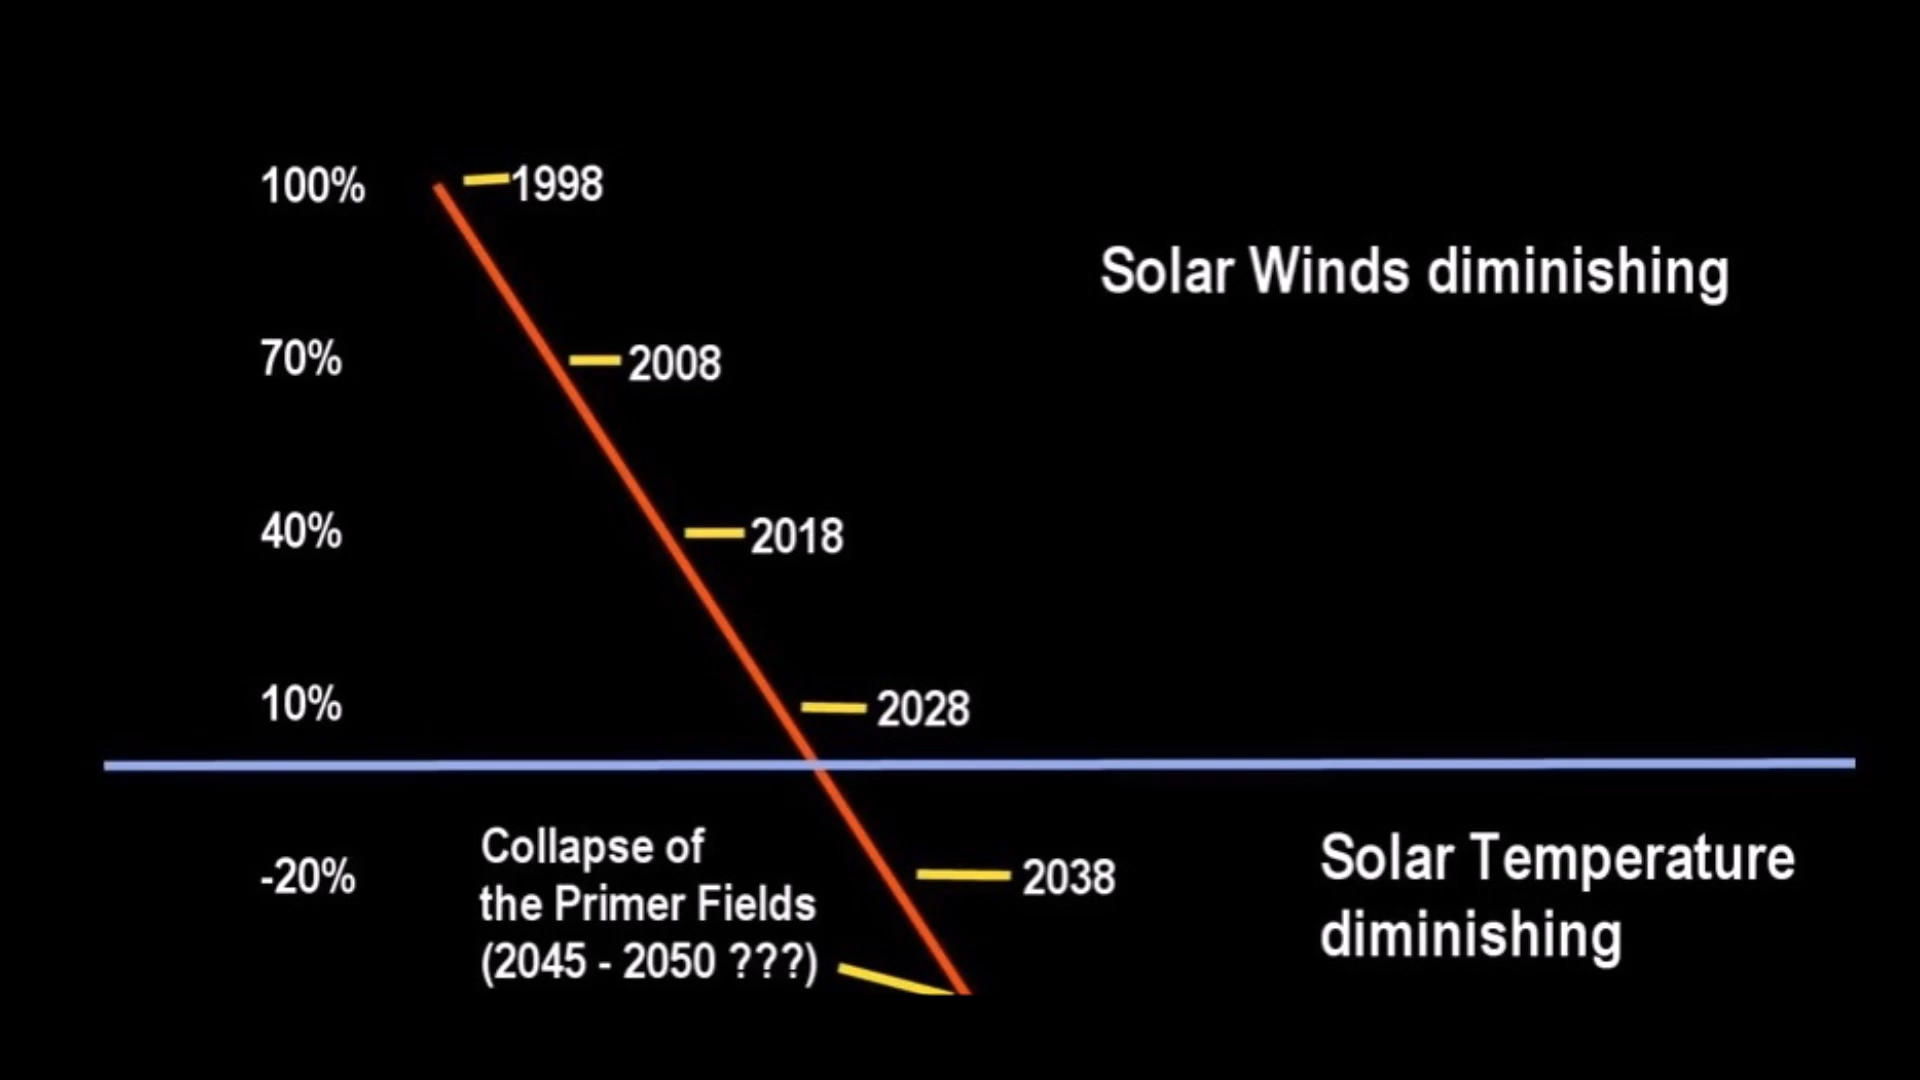 100%
1998
Solar Winds diminishing
70%
2008
40%
2018
10%
2028
-20%
Collapse of
the Primer Fields
(2045 - 2050 ???)
2038
Solar Temperature
diminishing